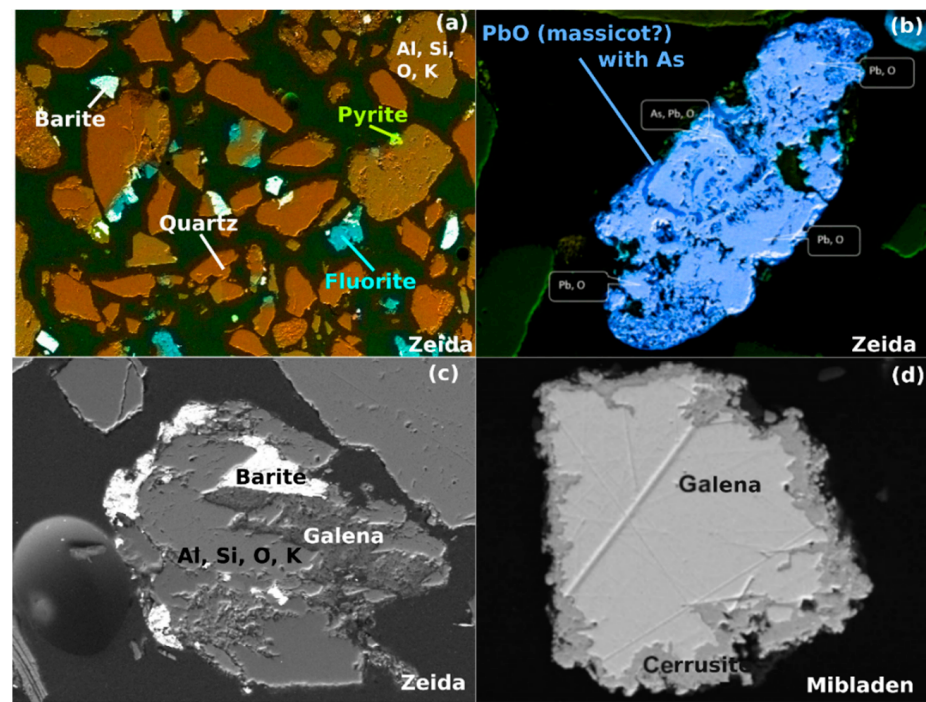 (a)
Al, Si,
O, K
Barite
Pyrite
Quartz
Fluorite
Zeida
(b)
PbO (massicot?)
with As
Pb, O
As, Pb, O
Pb, O
Pb, O
Zeida
(c)
Barite
Galena
Al, Si, O, K
Zeida
(d)
Galena
Cerrusite
Mibladen